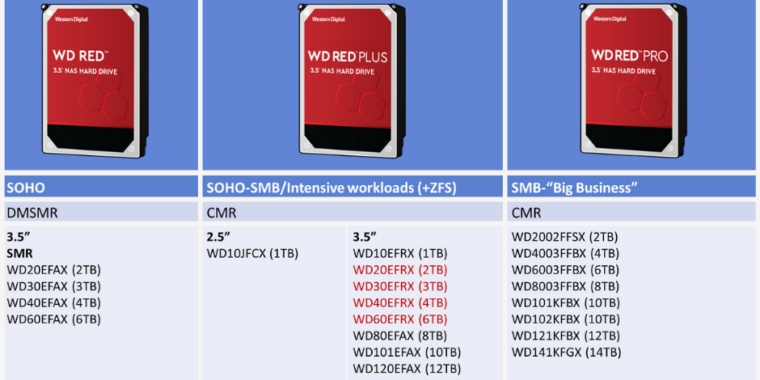 Western Digital
WD RED™
3.5" NAS HARD DRIVE
Western Digital
WD RED™PLUS
3.5" NAS HARD DRIVE
Western Digital
WD RED™PRO
3.5" NAS HARD DRIVE
SOHO
DMSMR
3.5”
SMR
WD20EFAX (2TB)
WD30EFAX (3TB)
WD40EFAX (4TB)
WD60EFAX (6TB)
SOHO-SMB/Intensive workloads (+ZFS)
CMR
2.5”
WD10JFCX (1TB)
3.5”
WD10EFRX (1TB)
WD20EFRX (2TB)
WD30EFRX (3TB)
WD40EFRX (4TB)
WD60EFRX (6TB)
WD80EFAX (8TB)
WD101EFAX (10TB)
WD120EFAX (12TB)
SMB-“Big Business”
CMR
WD2002FFSX (2TB)
WD4003FFBX (4TB)
WD6003FFBX (6TB)
WD8003FFBX (8TB)
WD101KFBX (10TB)
WD102KFBX (10TB)
WD121KFBX (12TB)
WD141KFGX (14TB)